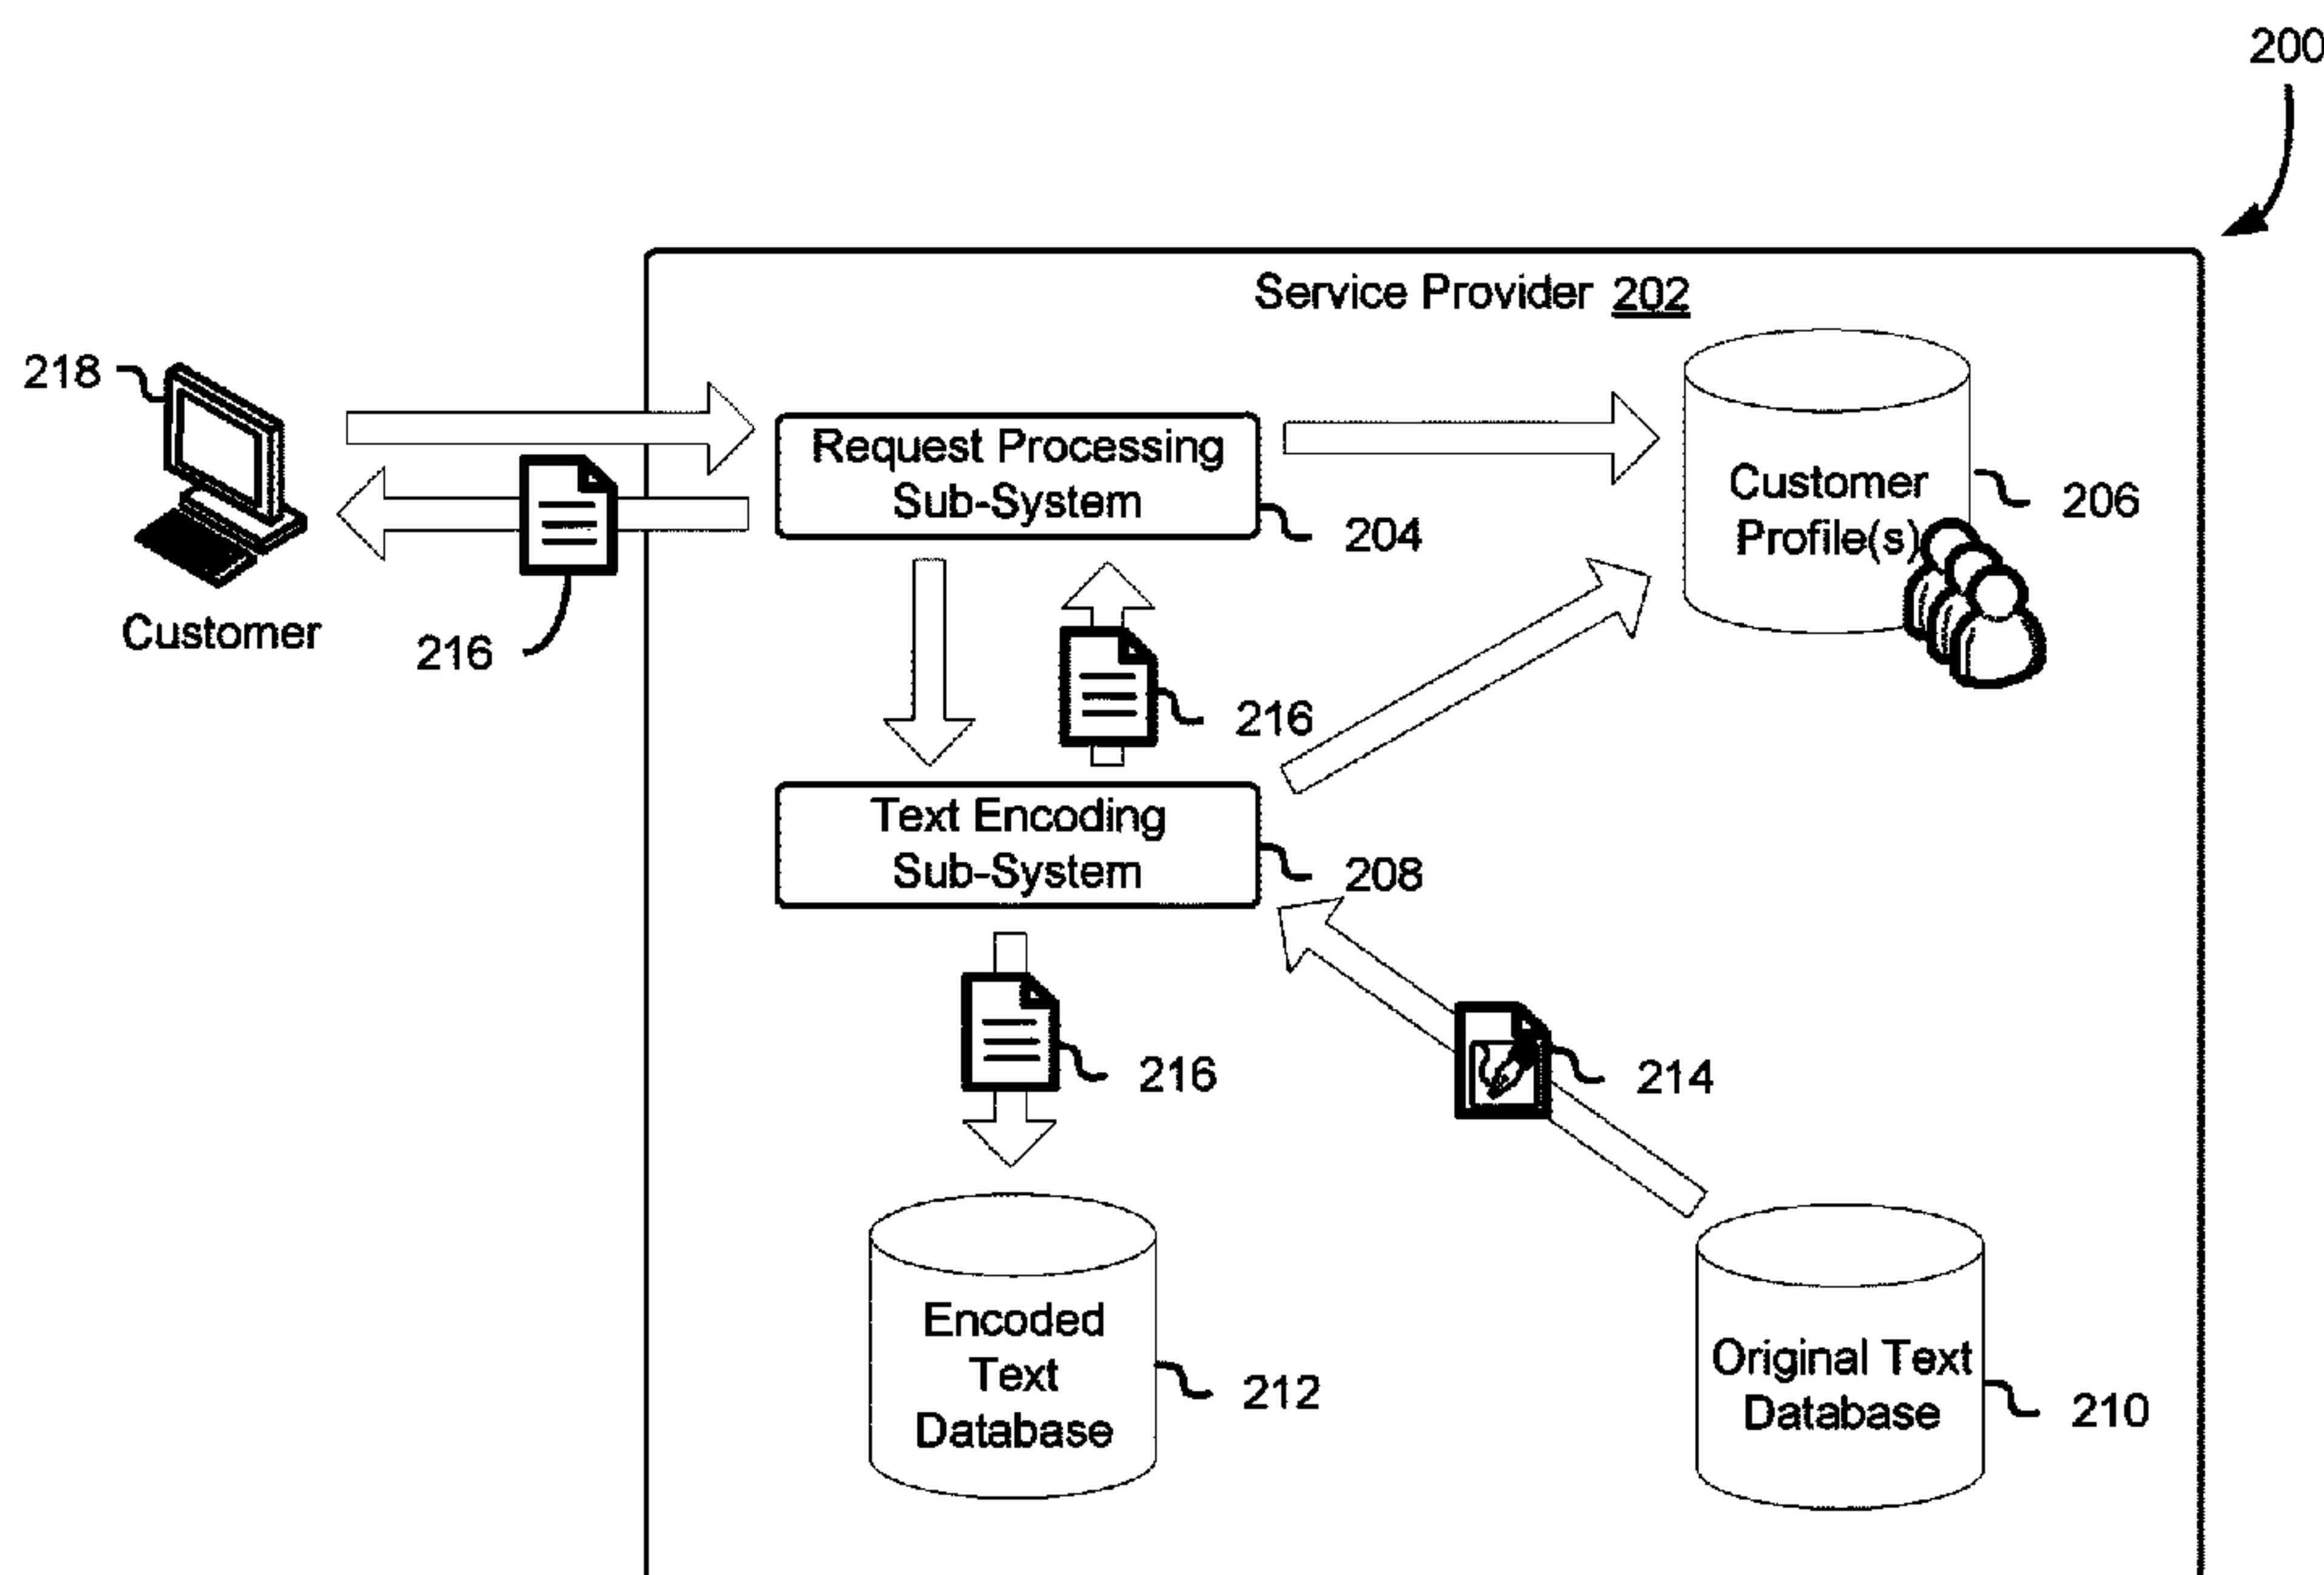 200
Service Provider 202
218
Request Processing
Sub-System
204
Customer
Profile(s)
206
Customer
216
216
Text Encoding
Sub-System
208
216
214
Encoded
Text
Database
212
Original Text
Database
210